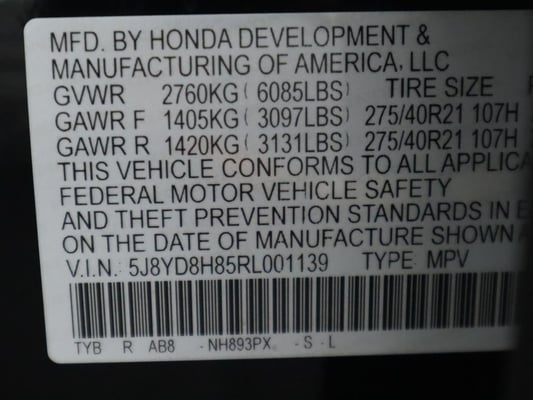 MFD. BY HONDA DEVELOPMENT &
MANUFACTURING OF AMERICA, LLC
GVWR 2760KG ( 6085LBS) TIRE SIZE
GAWR F 1405KG ( 3097LBS) 275/40R21 107H
GAWR R 1420KG ( 3131LBS) 275/40R21 107H
THIS VEHICLE CONFORMS TO ALL APPLICA
FEDERAL MOTOR VEHICLE SAFETY
AND THEFT PREVENTION STANDARDS IN E
ON THE DATE OF MANUFACTURE SHOWN A
V.I.N.: 5J8YD8H85RL001139 TYPE: MPV
TYB R AB8 - NH893PX - S - L